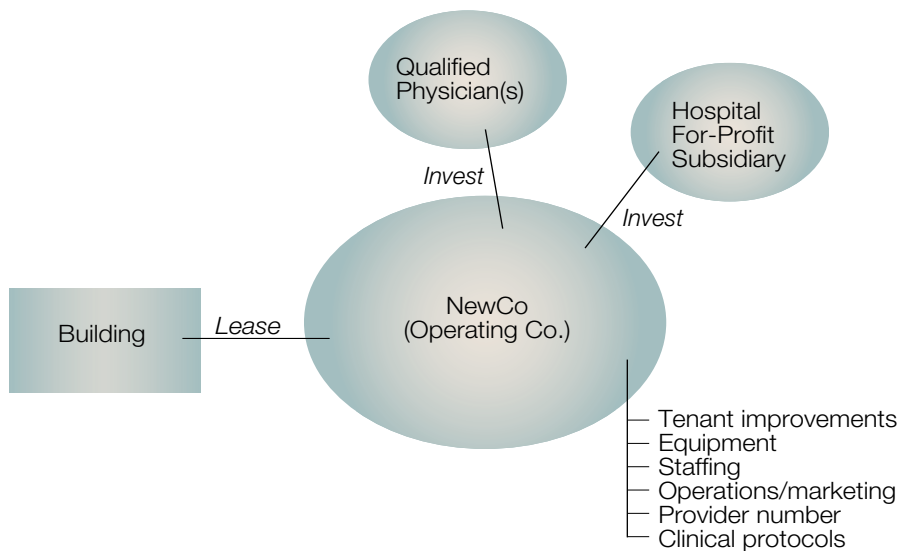 Qualified
Physician(s)
Hospital
For-Profit
Subsidiary
Invest
Invest
NewCo
(Operating Co.)
Building
Lease
Tenant improvements
Equipment
Staffing
Operations/marketing
Provider number
Clinical protocols